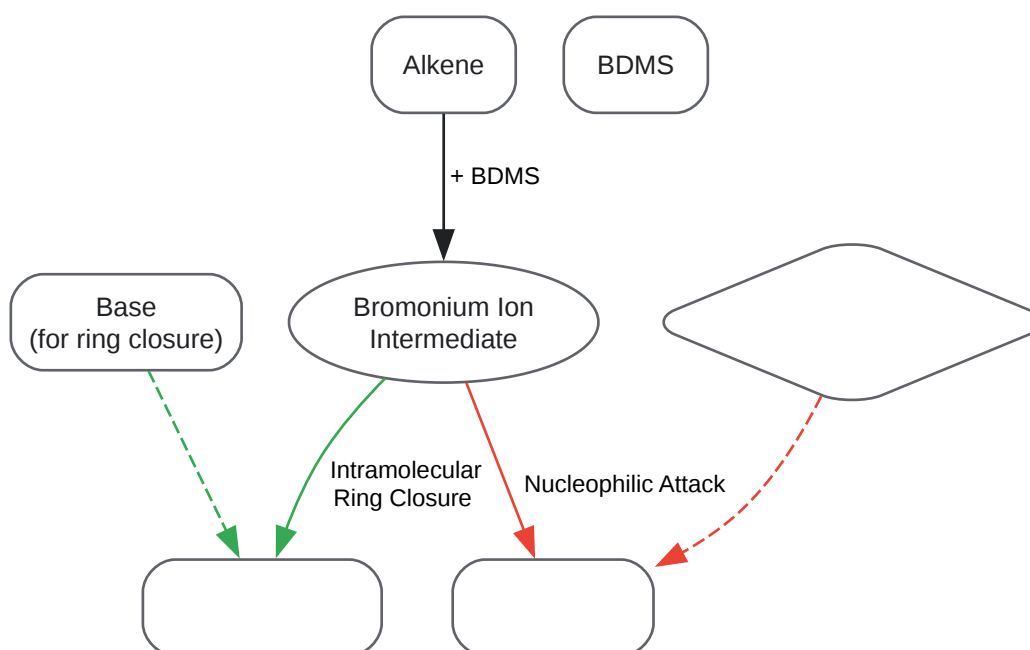 Alkene
BDMS
+ BDMS
Base
(for ring closure)
Bromonium Ion
Intermediate
Intramolecular
Ring Closure
Nucleophilic Attack